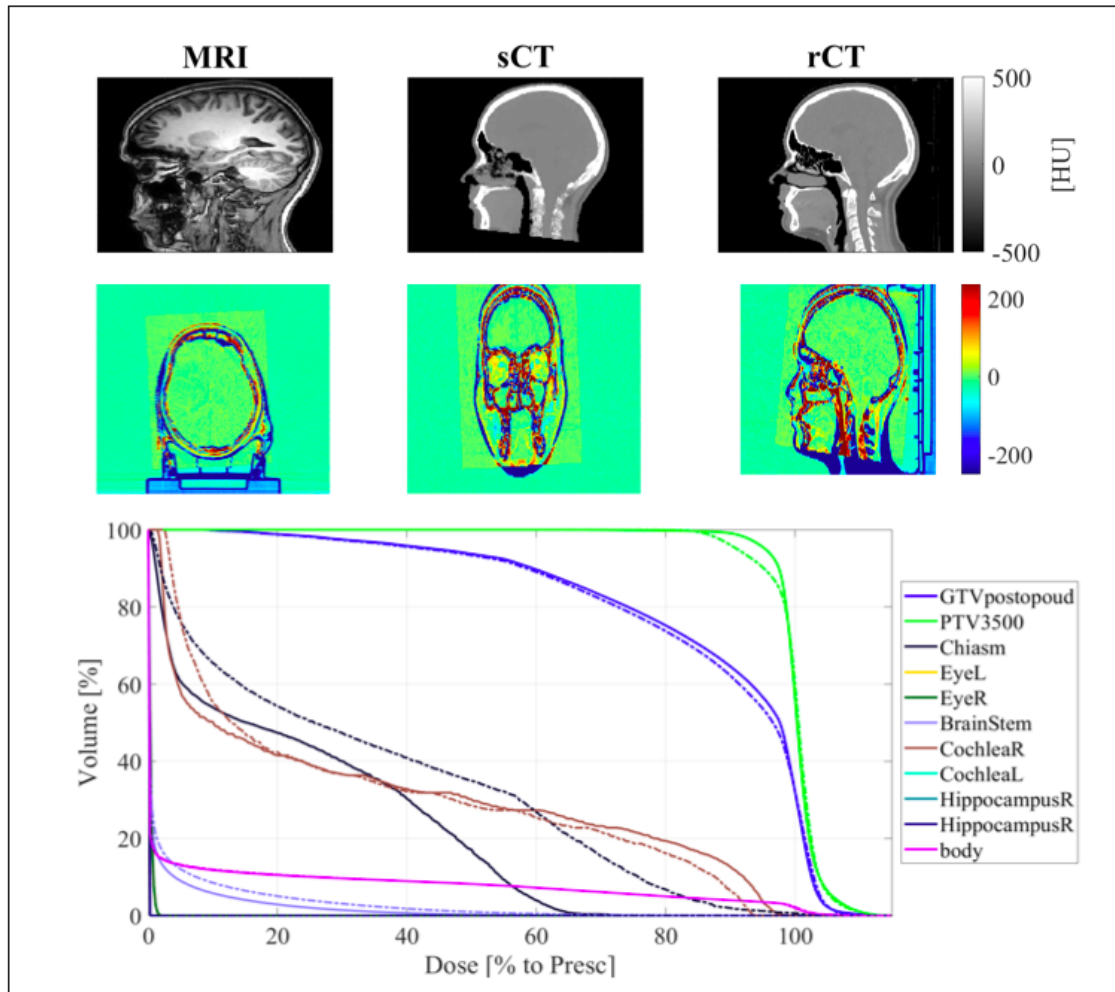 MRI
sCT
rCT
500
0
-500
[HU]
200
0
-200
100
80
60
40
20
0
Volume [%]
0 20 40 60 80 100
Dose [% to Presc]
GTVpostopoud
PTV3500
Chiasm
EyeL
EyeR
BrainStem
CochleaR
CochleaL
HippocampusR
HippocampusR
body